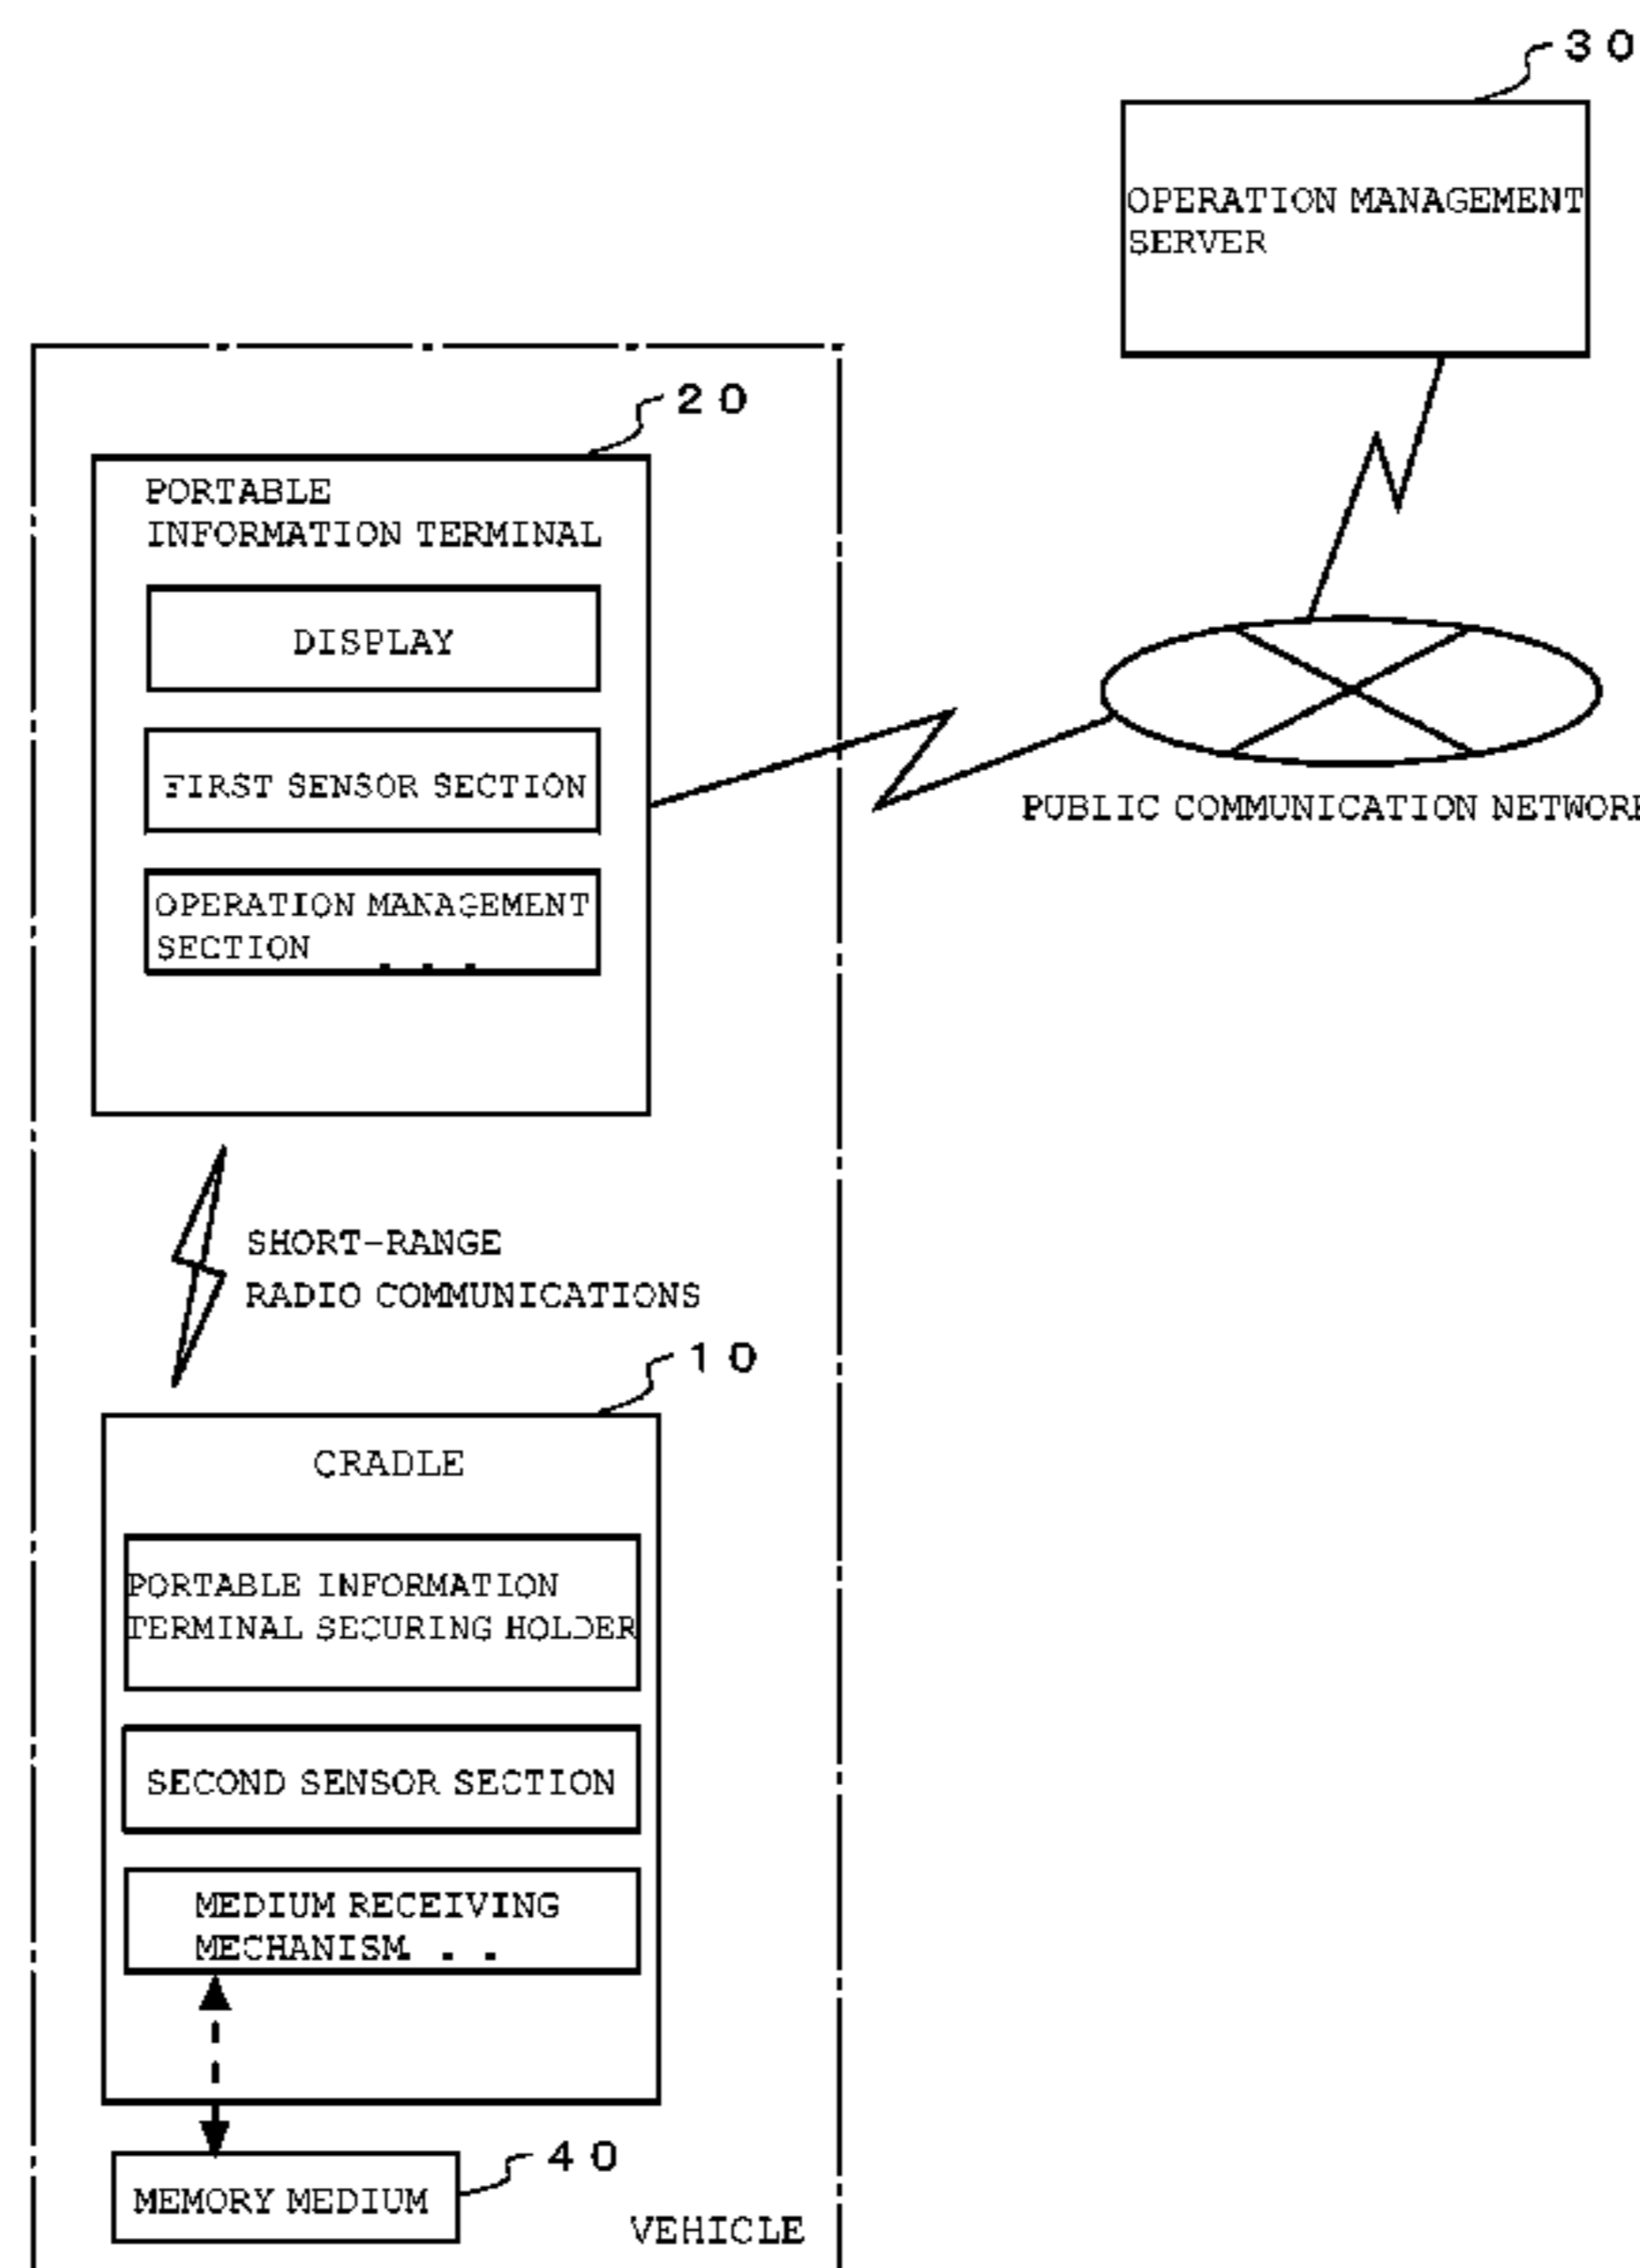 30
OPERATION MANAGEMENT
SERVER
20
PORTABLE
INFORMATION TERMINAL
DISPLAY
FIRST SENSOR SECTION
OPERATION MANAGEMENT
SECTION ...
PUBLIC COMMUNICATION NETWORK
SHORT-RANGE
RADIO COMMUNICATIONS
10
CRADLE
PORTABLE INFORMATION
TERMINAL SECURING HOLDER
SECOND SENSOR SECTION
MEDIUM RECEIVING
MECHANISM...
40
MEMORY MEDIUM
VEHICLE